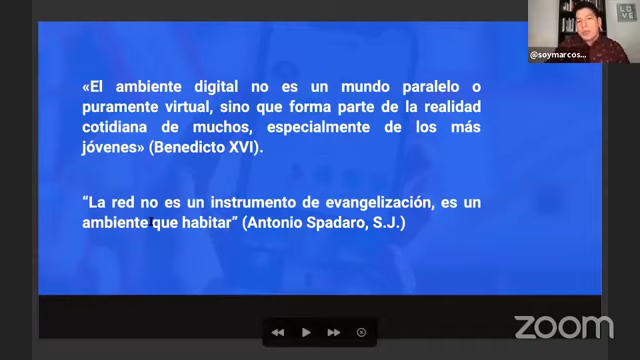 @soymarcos...
LOVE
«El ambiente digital no es un mundo paralelo o
puramente virtual, sino que forma parte de la realidad
cotidiana de muchos, especialmente de los más
jóvenes» (Benedicto XVI).
“La red no es un instrumento de evangelización, es un
ambiente que habitar” (Antonio Spadaro, S.J.)
zoom